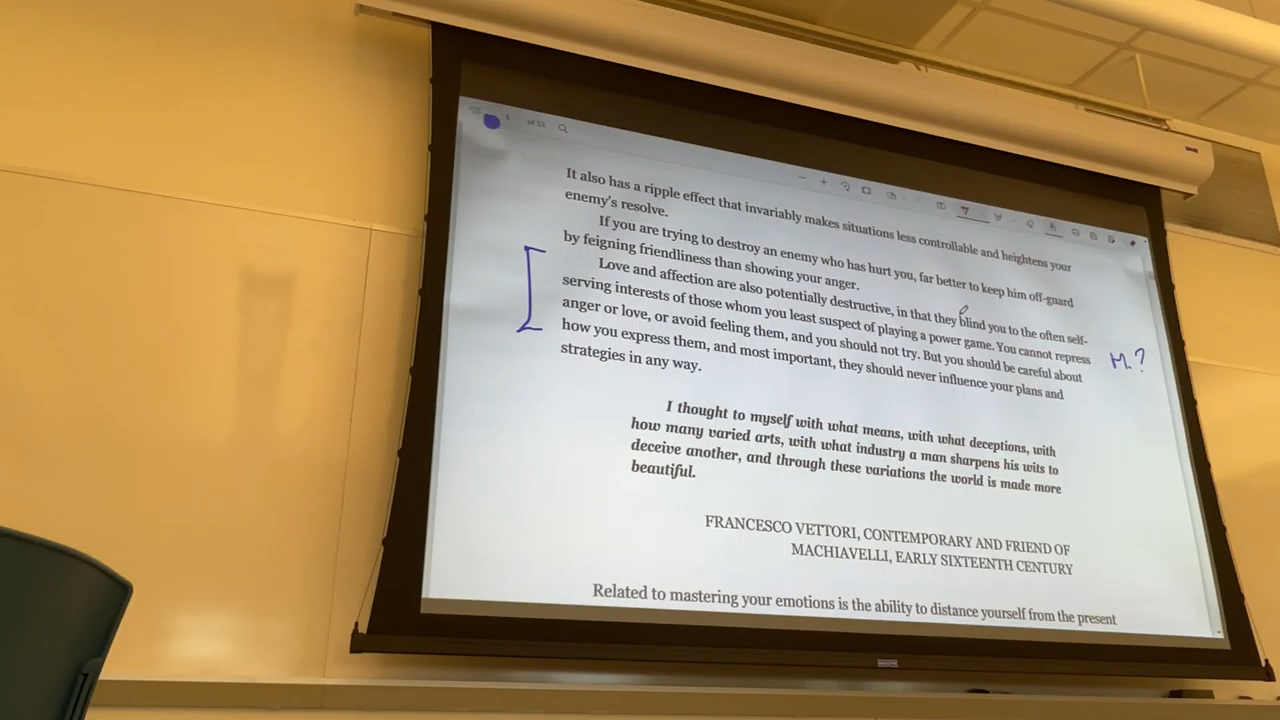 5 of 53
It also has a ripple effect that invariably makes situations less controllable and heightens your
enemy's resolve.
If you are trying to destroy an enemy who has hurt you, far better to keep him off-guard
by feigning friendliness than showing your anger.
Love and affection are also potentially destructive, in that they blind you to the often self-
serving interests of those whom you least suspect of playing a power game. You cannot repress
anger or love, or avoid feeling them, and you should not try. But you should be careful about
how you express them, and most important, they should never influence your plans and
strategies in any way.
M.?
I thought to myself with what means, with what deceptions, with
how many varied arts, with what industry a man sharpens his wits to
deceive another, and through these variations the world is made more
beautiful.
FRANCESCO VETTORI, CONTEMPORARY AND FRIEND OF
MACHIAVELLI, EARLY SIXTEENTH CENTURY
Related to mastering your emotions is the ability to distance yourself from the present